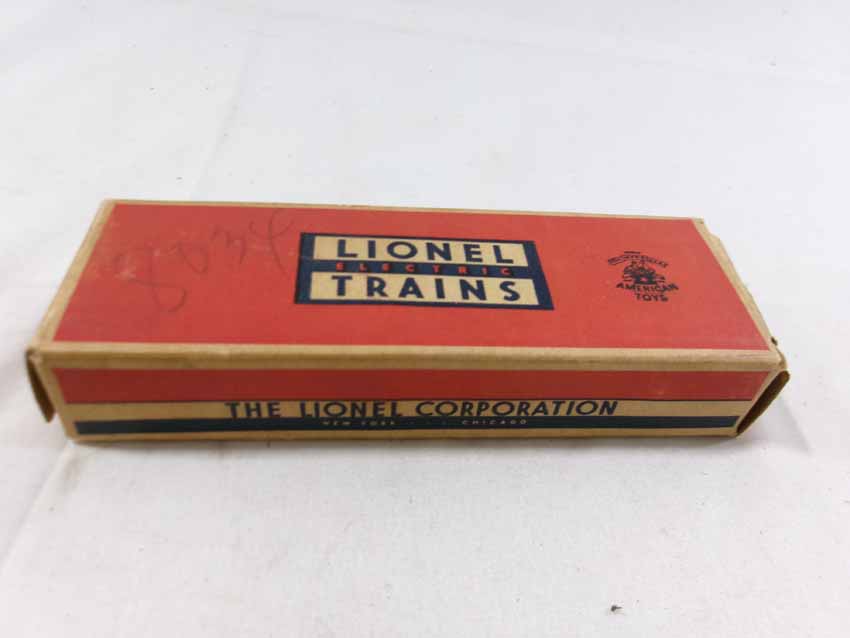 LIONEL
ELECTRIC
TRAINS
AMERICAN
TOYS
THE LIONEL CORPORATION
NEW YORK · · · CHICAGO